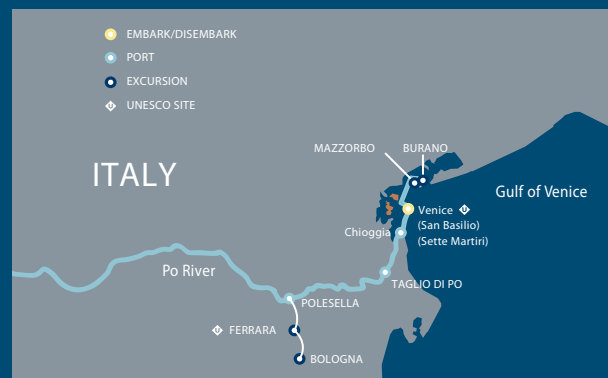 EMBARK/DISEMBARK
PORT
EXCURSION
U UNESCO SITE
ITALY
MAZZORBO
BURANO
Gulf of Venice
Venice U
(San Basilio)
(Sette Martiri)
Chioggia
Po River
TAGLIO DI PO
POLESELLA
U FERRARA
BOLOGNA